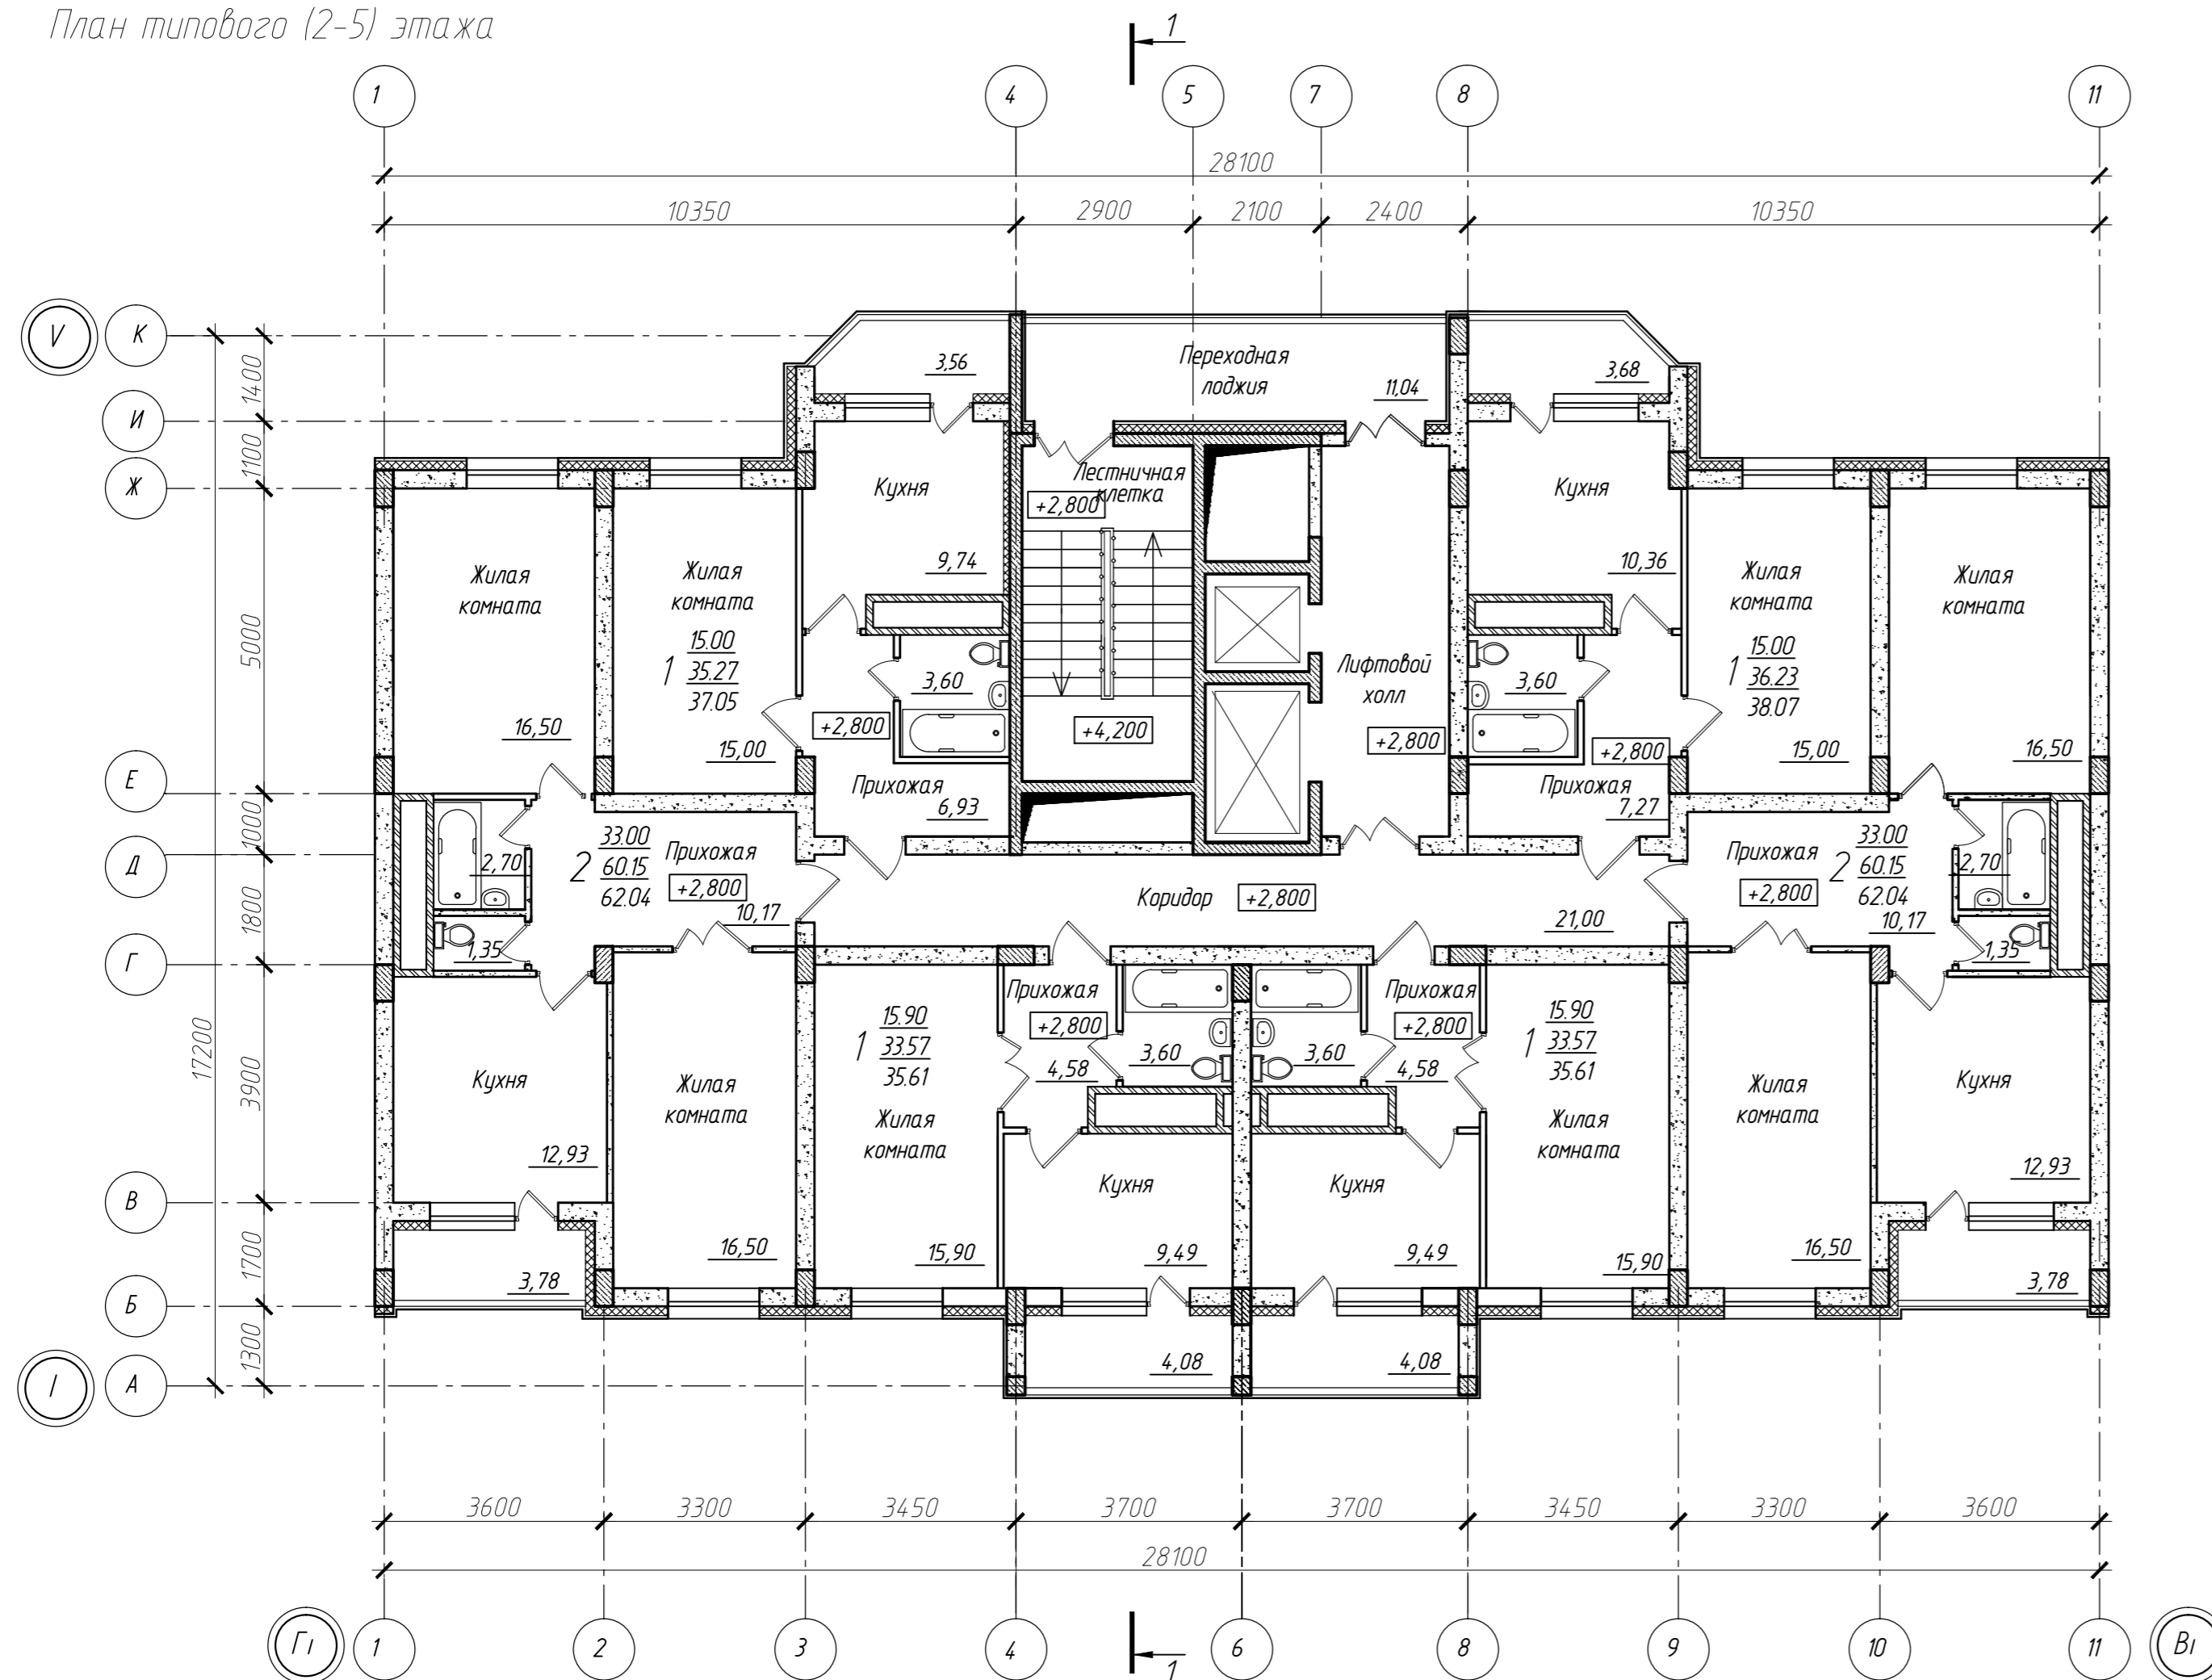 План типового (2-5) этажа
1
1
4
5
7
8
11
28100
10350
2900
2100
2400
10350
V
К
И
Ж
Е
Д
Г
В
Б
I
А
1400
1100
5000
1000
1800
3900
1700
1300
17200
3,56
Переходная
лоджия
11,04
3,68
Кухня
9,74
Лестничная
клетка
+2,800
Кухня
10,36
Жилая
комната
16,50
Жилая
комната
1
15.00
35.27
37.05
15,00
3,60
+2,800
+4,200
Лифтовой
холл
+2,800
3,60
+2,800
Жилая
комната
1
15.00
36.23
38.07
15,00
Жилая
комната
16,50
Прихожая
6,93
Прихожая
7,27
2,70
2
33.00
60.15
62.04
Прихожая
+2,800
10,17
1,35
Коридор
+2,800
21,00
Прихожая
+2,800
2
33.00
60.15
62.04
10,17
2,70
1,35
Кухня
12,93
Жилая
комната
16,50
1
15.90
33.57
35.61
Жилая
комната
15,90
Прихожая
+2,800
4,58
3,60
3,60
Прихожая
+2,800
4,58
1
15.90
33.57
35.61
Жилая
комната
15,90
Жилая
комната
16,50
Кухня
12,93
Кухня
9,49
Кухня
9,49
3,78
4,08
4,08
3,78
3600
3300
3450
3700
3700
3450
3300
3600
28100
Г1
1
2
3
4
1
6
8
9
10
11
В1